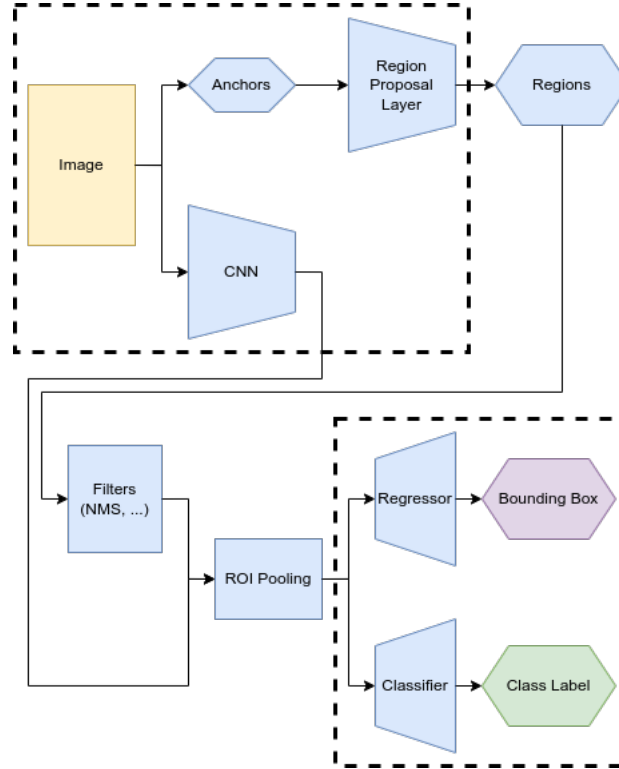 Image
Anchors
Region
Proposal
Layer
Regions
CNN
Filters
(NMS, ...)
ROI Pooling
Regressor
Bounding Box
Classifier
Class Label